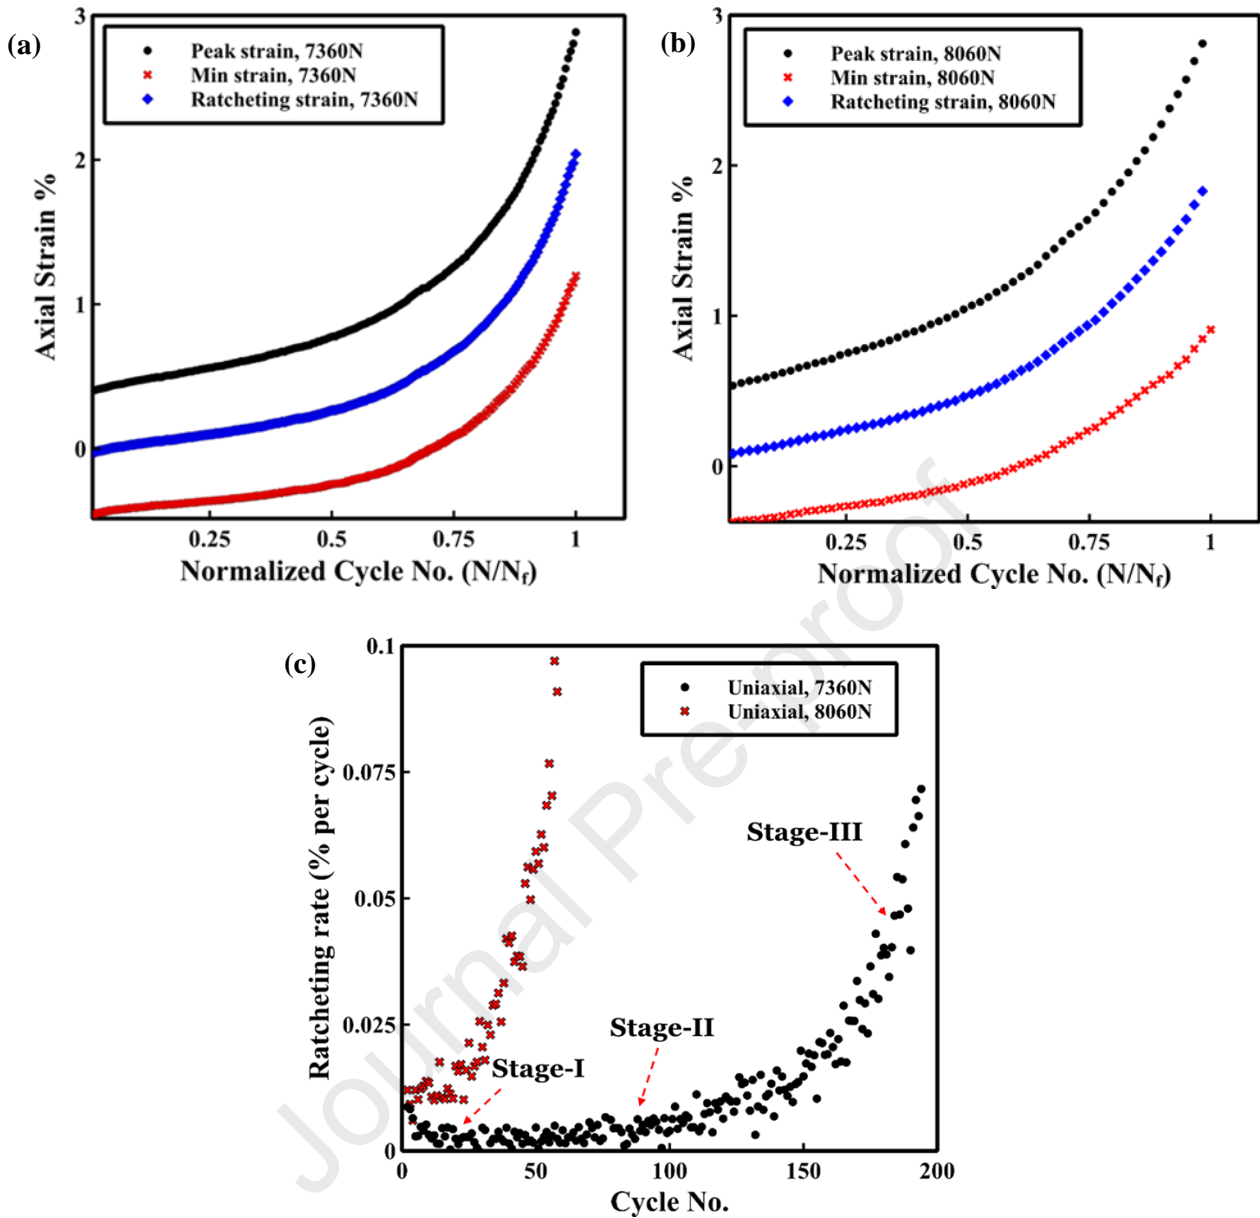 (a)
3
Peak strain, 7360N
Min strain, 7360N
Ratcheting strain, 7360N
2
1
0
Axial Strain %
0.25 0.5 0.75 1
Normalized Cycle No. (N/Nf)
(b)
3
Peak strain, 8060N
Min strain, 8060N
Ratcheting strain, 8060N
2
1
0
Axial Strain %
0.25 0.5 0.75 1
Normalized Cycle No. (N/Nf)
(c)
0.1
Uniaxial, 7360N
Uniaxial, 8060N
0.075
0.05
0.025
0
Ratcheting rate (% per cycle)
Stage-III
Stage-II
Stage-I
0 50 100 150 200
Cycle No.
Journal Pre-proof